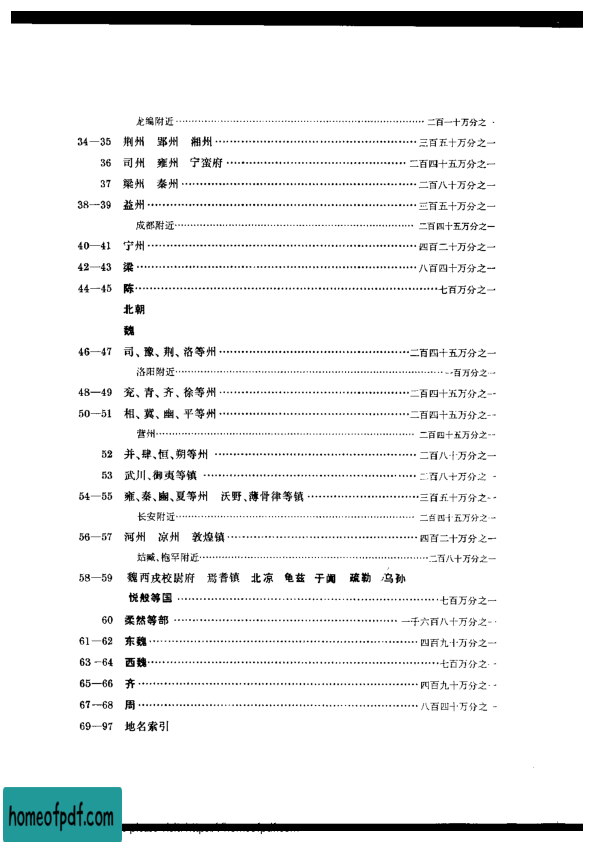 龙编附近……二百一十万分之一
34—35 荆州 郢州 湘州……三百五十万分之一
36 司州 雍州 宁蛮府……二百四十五万分之一
37 梁州 秦州……二百八十万分之一
38—39 益州……三百五十万分之一
成都附近……二百四十五万分之一
40—41 宁州……四百二十万分之一
42—43 梁……八百四十万分之一
44—45 陈……七百万分之一
北朝
魏
46—47 司、豫、荆、洛等州……二百四十五万分之一
洛阳附近……一百万分之一
48—49 兖、青、齐、徐等州……二百四十五万分之一
50—51 相、冀、幽、平等州……二百四十五万分之一
营州……二百四十五万分之一
52 并、肆、恒、朔等州……二百八十万分之一
53 武川、御夷等镇……二百八十万分之一
54—55 雍、秦、豳、夏等州 沃野、薄骨律等镇……三百五十万分之一
长安附近……二百四十五万分之一
56—57 河州 凉州 敦煌镇……四百二十万分之一
姑臧、枹罕附近……二百八十万分之一
58—59 魏西戎校尉府 焉耆镇 北凉 龟兹 于阗 疏勒 乌孙
悦般等国……七百万分之一
60 柔然等部……一千六百八十万分之一
61—62 东魏……四百九十万分之一
63—64 西魏……七百万分之一
65—66 齐……四百九十万分之一
67—68 周……八百四十万分之一
69—97 地名索引
homeofpdf.com